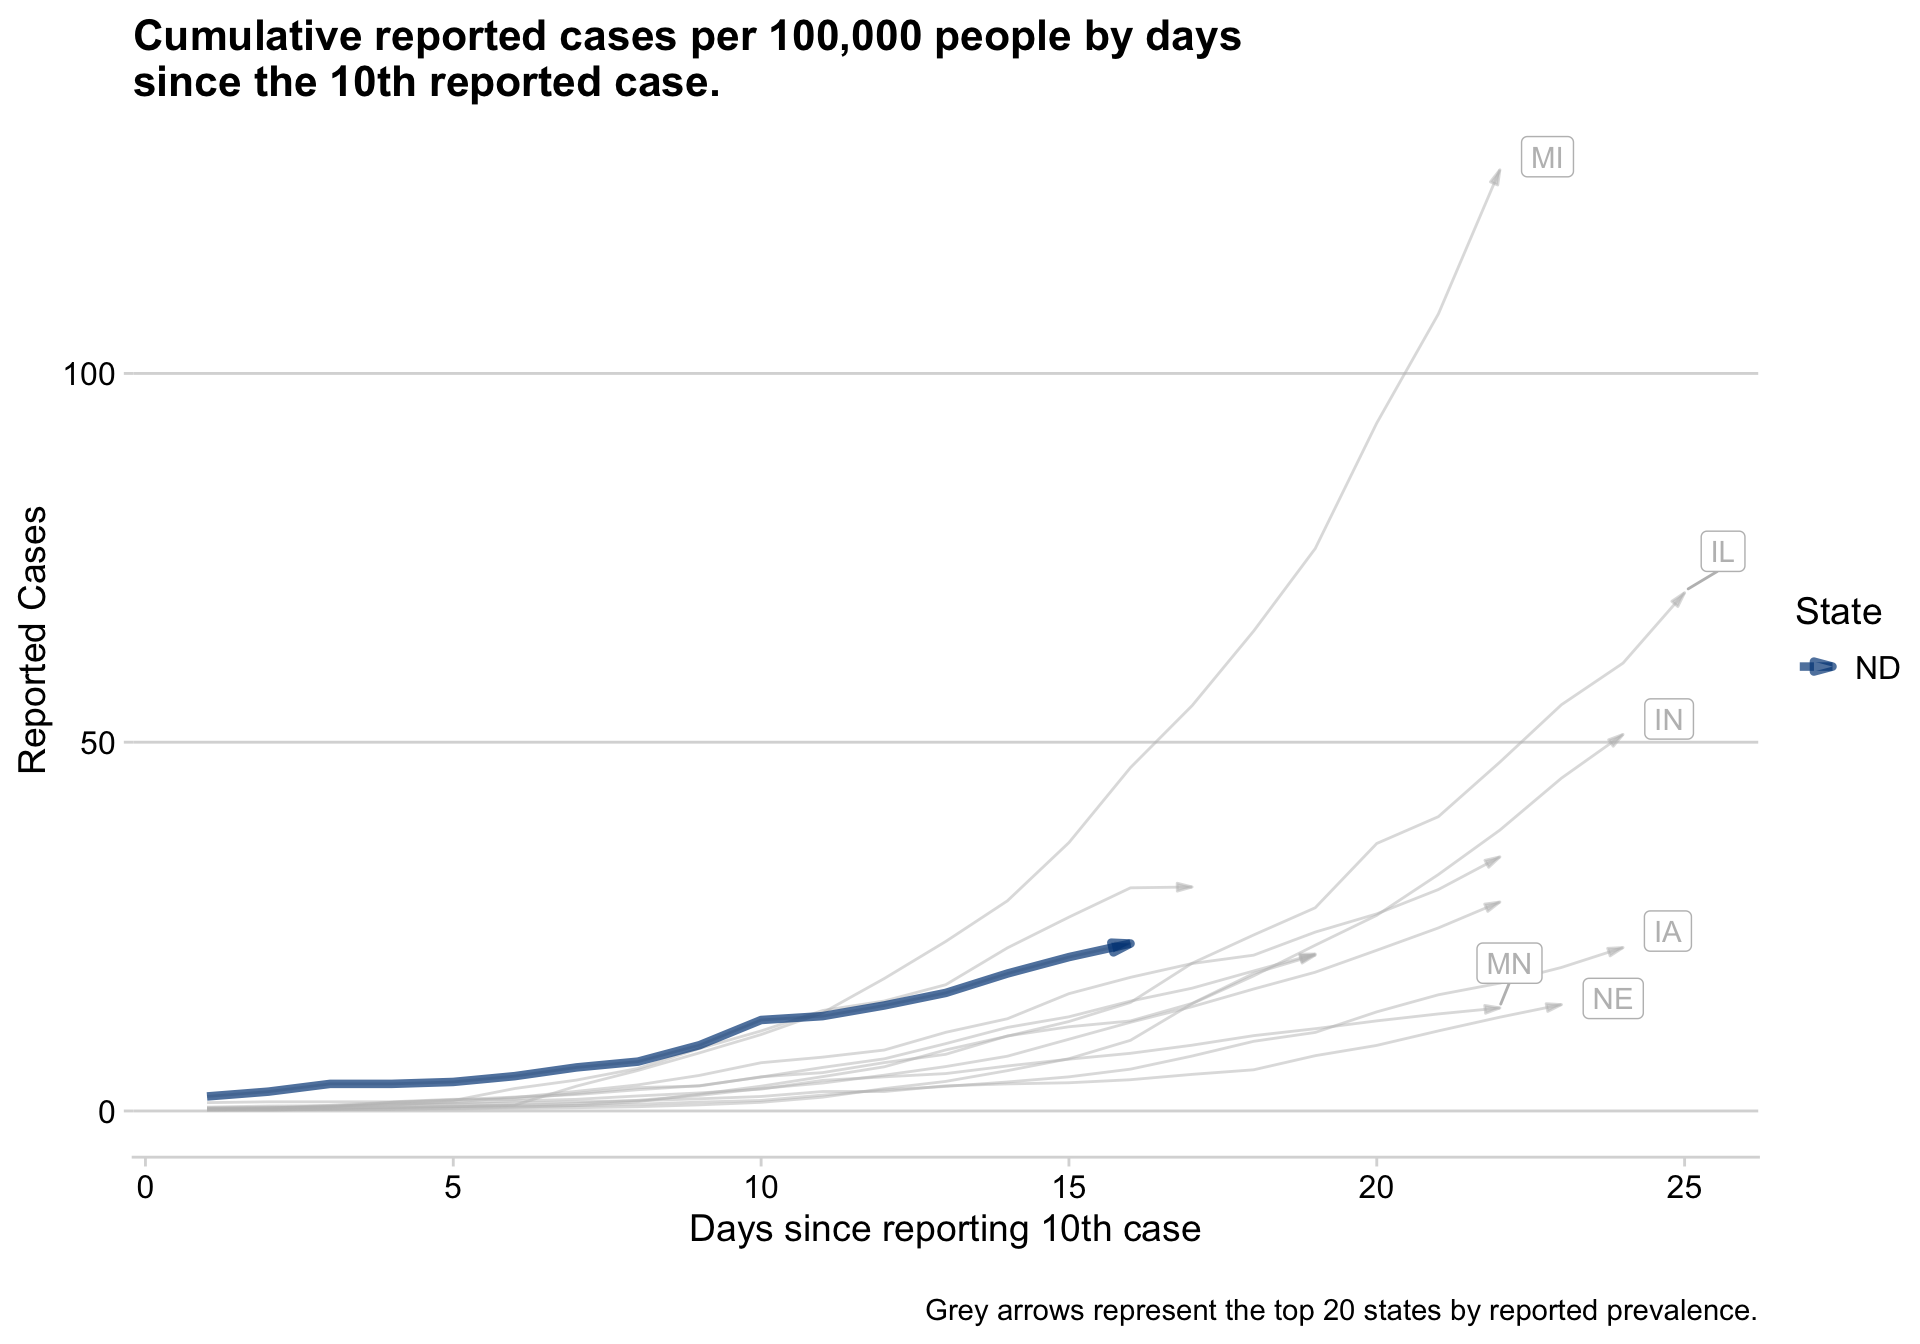 Cumulative reported cases per 100,000 people by days
since the 10th reported case.
MI
100
IL
Reported Cases
State
ND
IN
50
IA
MN
NE
0
0 5 10 15 20 25
Days since reporting 10th case
Grey arrows represent the top 20 states by reported prevalence.